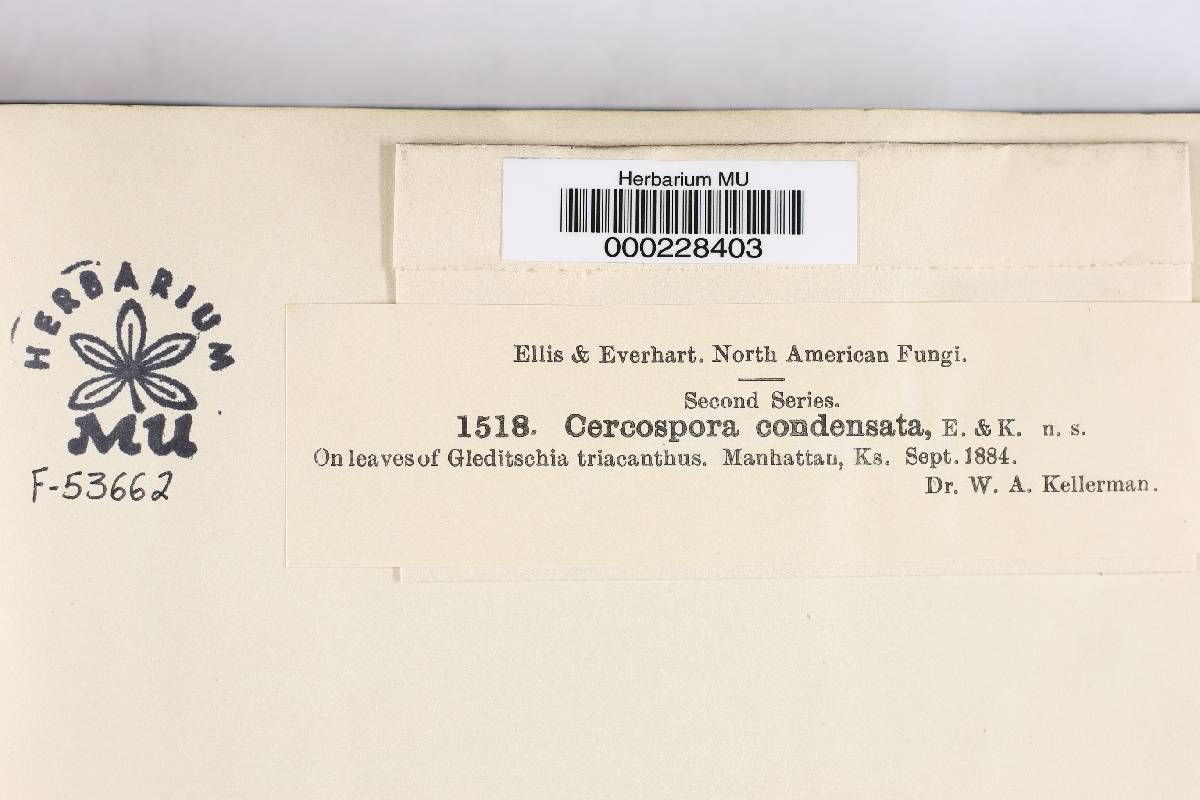 Herbarium MU
000228403
HERBARIUM
MU
F-53662
Ellis & Everhart. North American Fungi.
Second Series.
1518. Cercospora condensata, E. & K. n. s.
On leaves of Gleditschia triacanthus. Manhattan, Ks. Sept. 1884.
Dr. W. A. Kellerman.